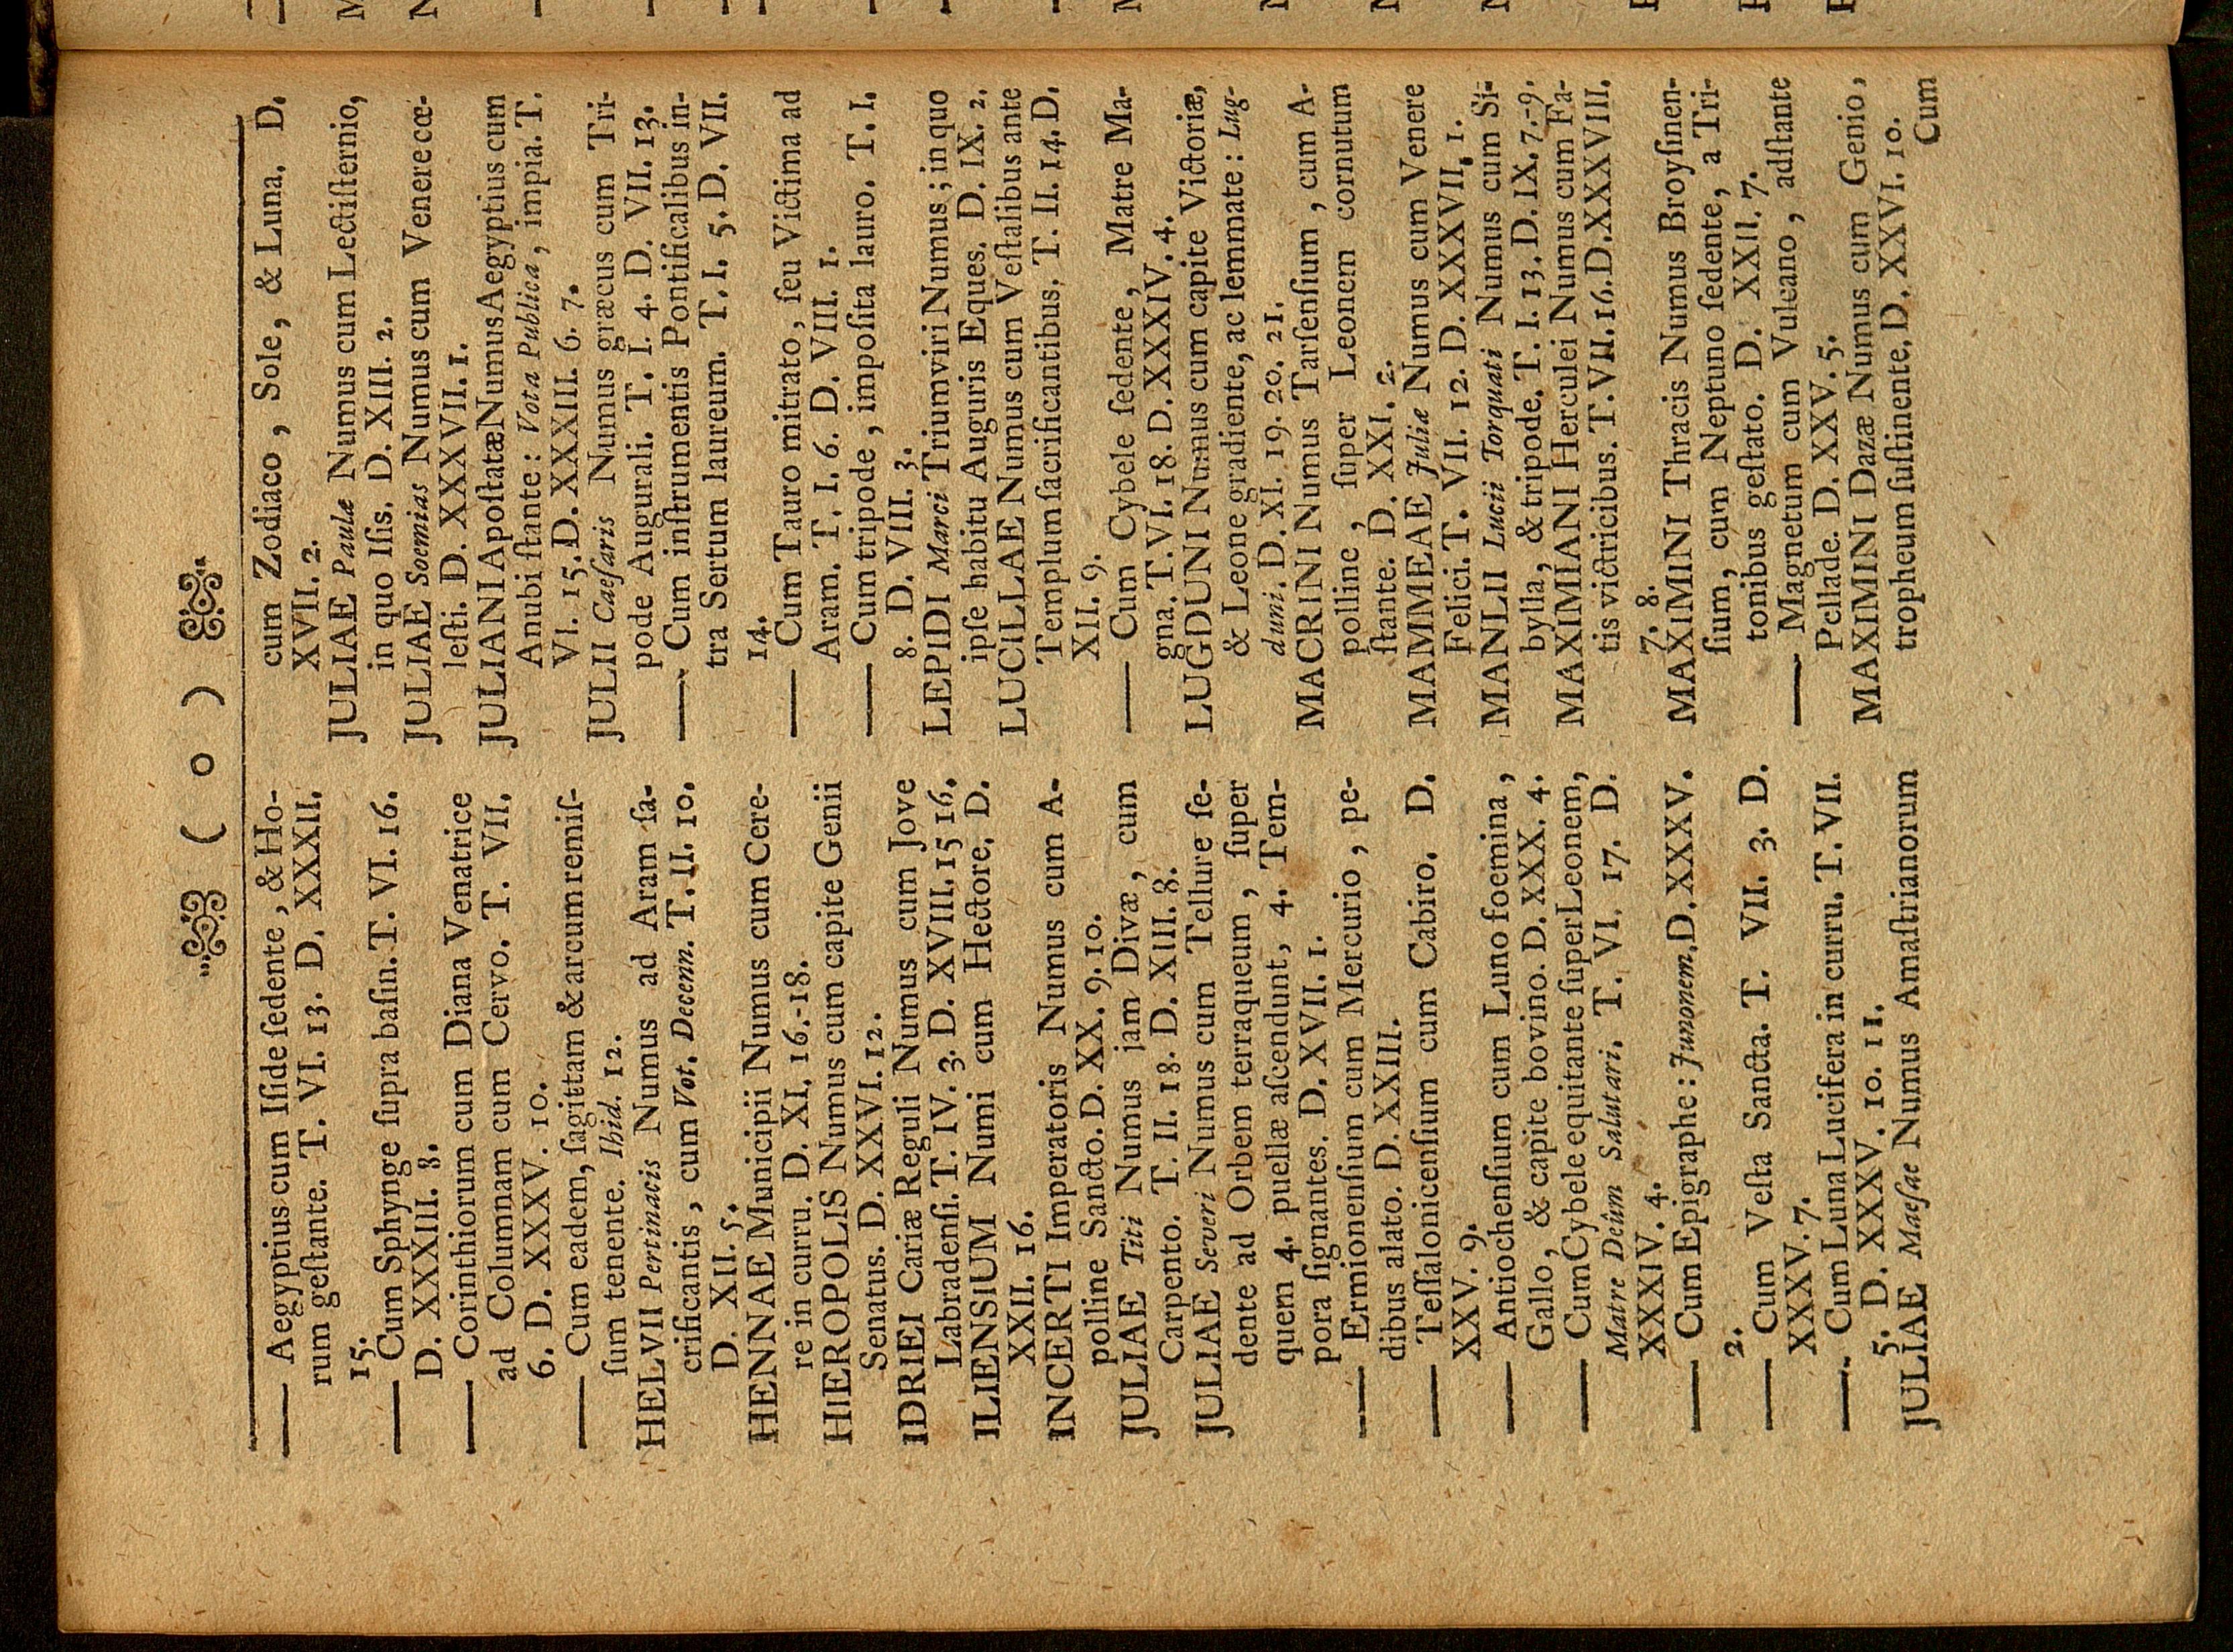 ( o )
—— Aegyptius cum Iſide ſedente, & Ho-
rum geſtante. T. VI. 13. D. XXXII.
15.
—— Cum Sphynge ſupra baſin. T. VI. 16.
D. XXXIII. 8.
—— Corinthiorum cum Diana Venatrice
ad Columnam cum Cervo. T. VII.
6. D. XXXV. 10.
—— Cum eadem, ſagittam & arcum remiſ-
ſum tenente. Ibid. 12.
HELVII Pertinacis Numus ad Aram ſa-
crificantis, cum Vot. Decenn. T. II. 10.
D. XII. 5.
HENNAE Municipii Numus cum Cere-
re in curru. D. XI. 16.-18.
HIEROPOLIS Numus cum capite Genii
Senatus. D. XXVI. 12.
IDRIEI Cariæ Reguli Numus cum Jove
Labradenſi. T. IV. 3. D. XVIII. 15 16.
ILIENSIUM Numi cum Hectore. D.
XXII. 16.
INCERTI Imperatoris Numus cum A-
polline Sancto. D. XX. 9. 10.
JULIAE Titi Numus jam Divæ, cum
Carpento. T. II. 18. D. XIII. 8.
JULIAE Severi Numus cum Tellure ſe-
dente ad Orbem terraqueum, ſuper
quem 4. puellæ aſcendunt, 4. Tem-
pora ſignantes. D. XVII. 1.
—— Ermionenſium cum Mercurio, pe-
dibus alato. D. XXIII.
—— Teſſalonicenſium cum Cabiro. D.
XXV. 9.
—— Antiochenſium cum Luno foemina,
Gallo, & capite bovino. D. XXX. 4.
—— Cum Cybele equitante ſuper Leonem,
Matre Deûm Salutari. T. VI. 17. D.
XXXIV. 4.
—— Cum Epigraphe: Junonem. D. XXXV.
2.
—— Cum Veſta Sancta. T. VII. 3. D.
XXXV. 7.
—— Cum Luna Lucifera in curru. T. VII.
5. D. XXXV. 10. 11.
JULIAE Maeſae Numus Amaſtrianorum
cum Zodiaco, Sole, & Luna. D.
XVII. 2.
JULIAE Paulæ Numus cum Lectiſternio,
in quo Iſis. D. XIII. 2.
JULIAE Soemias Numus cum Venere cœ-
leſti. D. XXXVII. 1.
JULIANI Apoſtatæ Numus Aegyptius cum
Anubi ſtante: Vota Publica, impia. T.
VI. 15. D. XXXIII. 6. 7.
JULII Caeſaris Numus græcus cum Tri-
pode Augurali. T. I. 4. D. VII. 13.
—— Cum inſtrumentis Pontificalibus in-
tra Sertum laureum. T. I. 5. D. VII.
14.
—— Cum Tauro mitrato, ſeu Victima ad
Aram. T. I. 6. D. VIII. 1.
—— Cum tripode, impoſita lauro. T. I.
8. D. VIII. 3.
LEPIDI Marci Triumviri Numus; in quo
ipſe habitu Auguris Eques. D. IX. 2.
LUCILLAE Numus cum Veſtalibus ante
Templum ſacrificantibus. T. II. 14. D.
XII. 9.
—— Cum Cybele ſedente, Matre Ma-
gna. T. VI. 18. D. XXXIV. 4.
LUGDUNI Numus cum capite Victoriæ,
& Leone gradiente, ac lemmate: Lug-
duni. D. XI. 19. 20. 21.
MACRINI Numus Tarſenſium, cum A-
polline, ſuper Leonem cornutum
ſtante. D. XXI. 2.
MAMMEAE Juliæ Numus cum Venere
Felici. T. VII. 12. D. XXXVII. 1.
MANLII Lucii Torquati Numus cum Si-
bylla, & tripode. T. I. 13. D. IX. 7.-9.
MAXIMIANI Herculei Numus cum Fa-
tis victricibus. T. VII. 16. D. XXXVIII.
7. 8.
MAXIMINI Thracis Numus Broyſinen-
ſium, cum Neptuno ſedente, a Tri-
tonibus geſtato. D. XXII. 7.
—— Magnetum cum Vulcano, adſtante
Pellade. D. XXV. 5.
MAXIMINI Dazæ Numus cum Genio,
tropheum ſuſtinente. D. XXVI. 10.
Cum